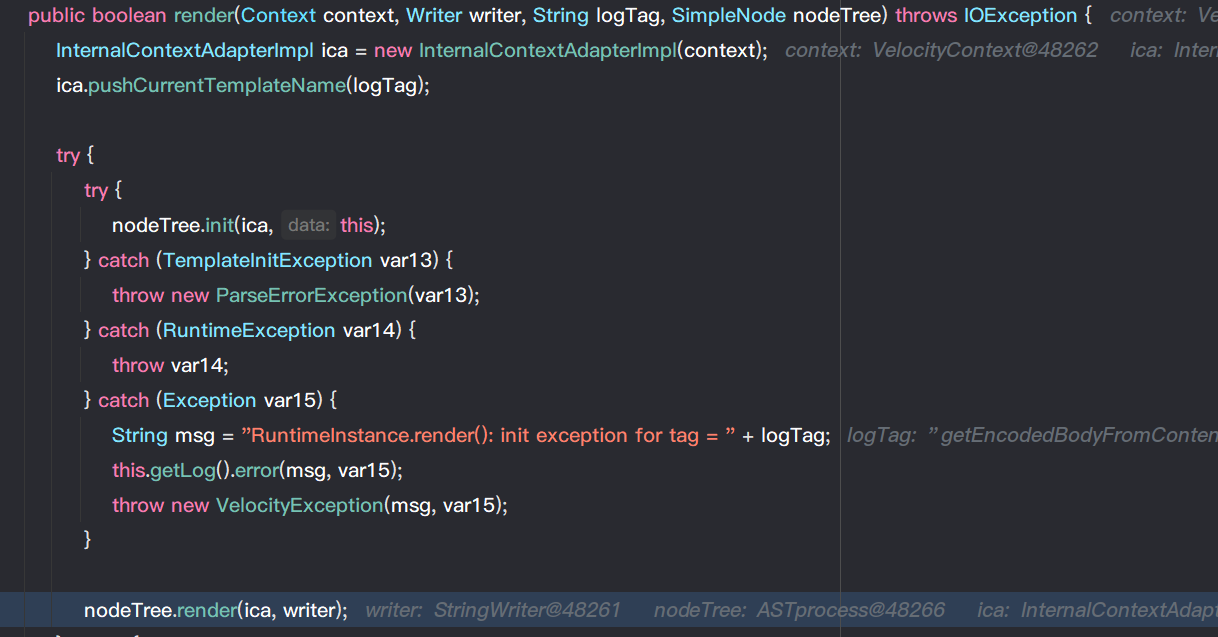 public boolean render(Context context, Writer writer, String logTag, SimpleNode nodeTree) throws IOException {   context: Ve
InternalContextAdapterImpl ica = new InternalContextAdapterImpl(context);   context: VelocityContext@48262   ica: Intern
ica.pushCurrentTemplateName(logTag);
try {
try {
nodeTree.init(ica, data: this);
} catch (TemplateInitException var13) {
throw new ParseErrorException(var13);
} catch (RuntimeException var14) {
throw var14;
} catch (Exception var15) {
String msg = "RuntimeInstance.render(): init exception for tag = " + logTag;   logTag: "getEncodedBodyFromConten
this.getLog().error(msg, var15);
throw new VelocityException(msg, var15);
}
nodeTree.render(ica, writer);   writer: StringWriter@48261   nodeTree: ASTprocess@48266   ica: InternalContextAdapt